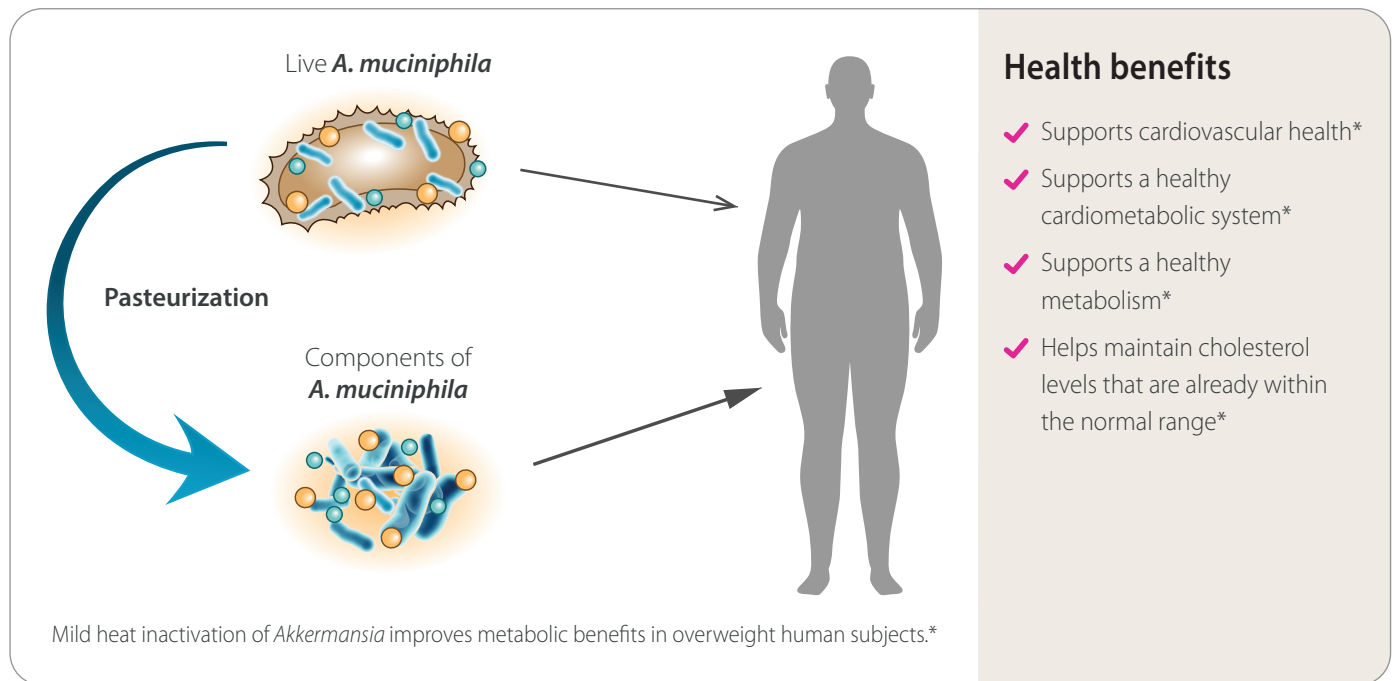 Live A. muciniphila
Pasteurization
Components of
A. muciniphila
Mild heat inactivation of Akkermansia improves metabolic benefits in overweight human subjects.*
Health benefits
Supports cardiovascular health*
Supports a healthy
cardiometabolic system*
Supports a healthy
metabolism*
Helps maintain cholesterol
levels that are already within
the normal range*